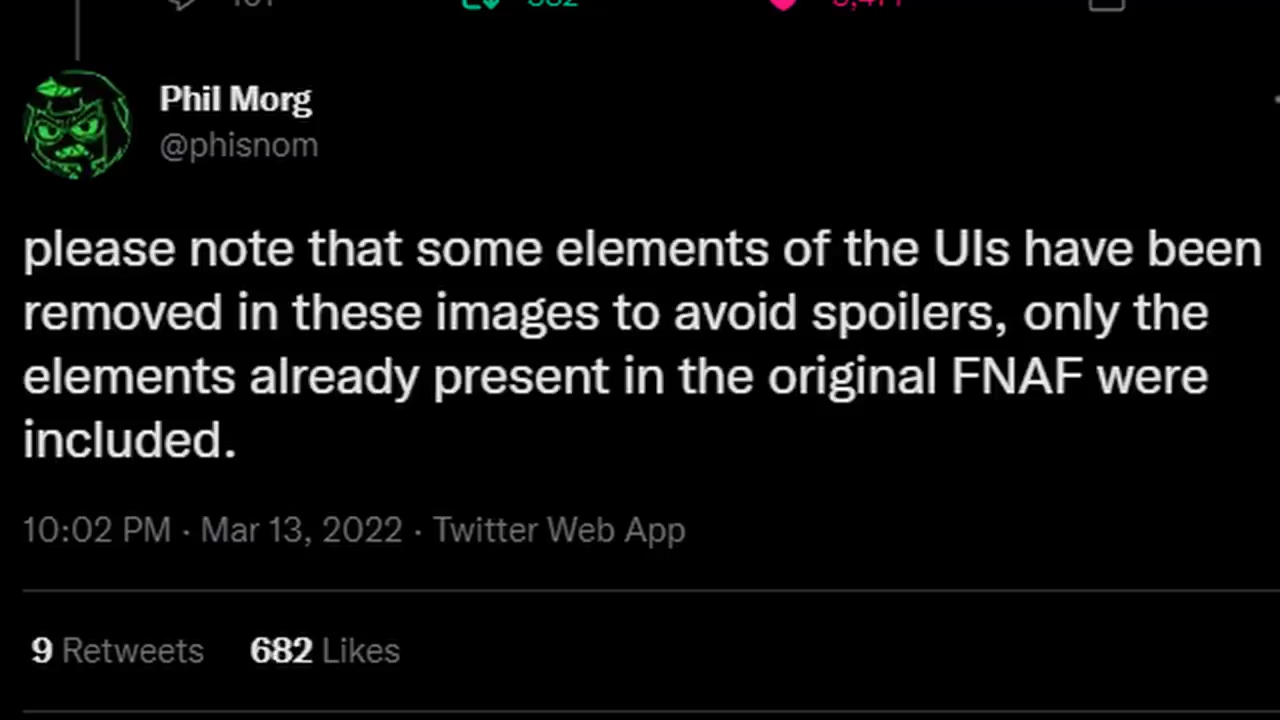 Phil Morg
@phisnom
please note that some elements of the UIs have been
removed in these images to avoid spoilers, only the
elements already present in the original FNAF were
included.
10:02 PM · Mar 13, 2022 · Twitter Web App
9 Retweets 682 Likes